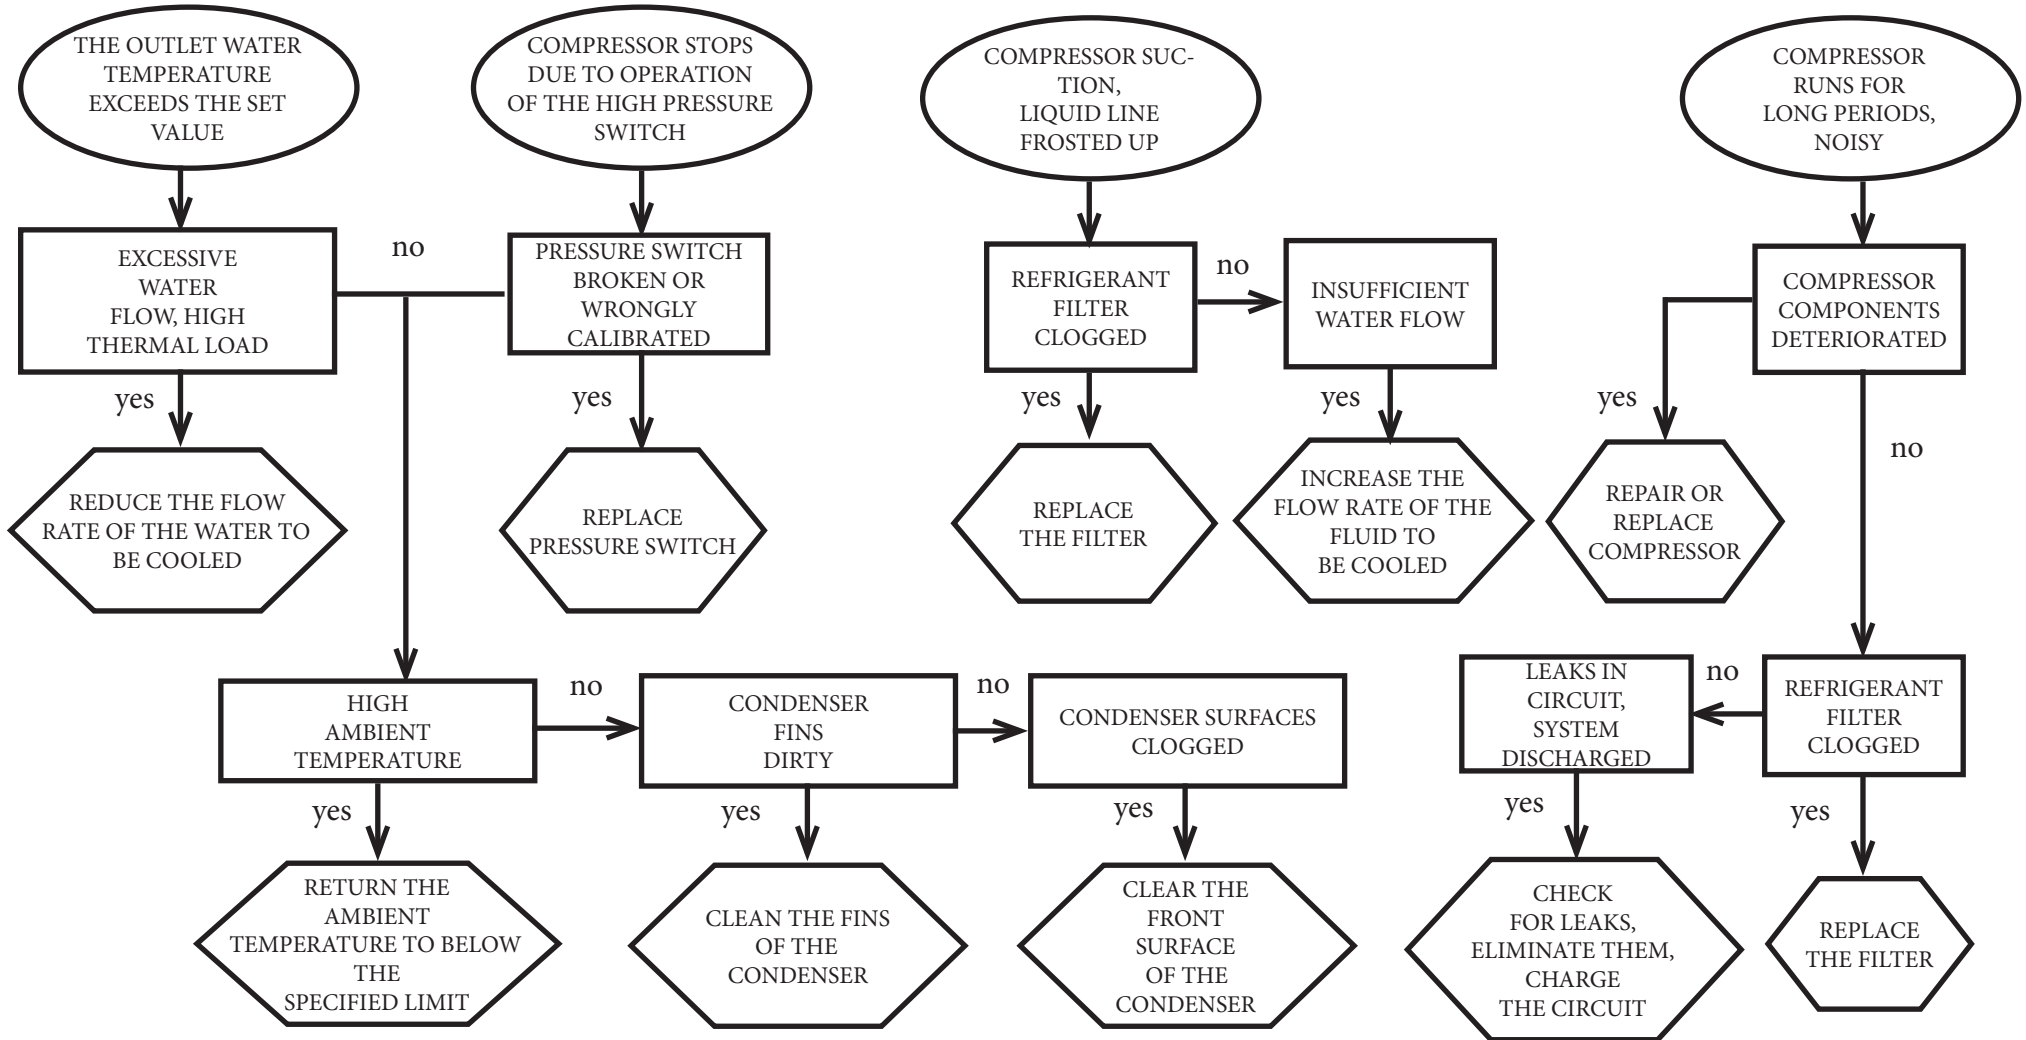 THE OUTLET WATER
TEMPERATURE
EXCEEDS THE SET
VALUE
COMPRESSOR STOPS
DUE TO OPERATION
OF THE HIGH PRESSURE
SWITCH
COMPRESSOR SUC-
TION,
LIQUID LINE
FROSTED UP
COMPRESSOR
RUNS FOR
LONG PERIODS,
NOISY
EXCESSIVE
WATER
FLOW, HIGH
THERMAL LOAD
no
PRESSURE SWITCH
BROKEN OR
WRONGLY
CALIBRATED
REFRIGERANT
FILTER
CLOGGED
no
INSUFFICIENT
WATER FLOW
COMPRESSOR
COMPONENTS
DETERIORATED
yes
yes
yes
yes
yes
no
REDUCE THE FLOW
RATE OF THE WATER TO
BE COOLED
REPLACE
PRESSURE SWITCH
REPLACE
THE FILTER
INCREASE THE
FLOW RATE OF THE
FLUID TO
BE COOLED
REPAIR OR
REPLACE
COMPRESSOR
HIGH
AMBIENT
TEMPERATURE
no
CONDENSER
FINS
DIRTY
no
CONDENSER SURFACES
CLOGGED
LEAKS IN
CIRCUIT,
SYSTEM
DISCHARGED
no
REFRIGERANT
FILTER
CLOGGED
yes
yes
yes
yes
yes
RETURN THE
AMBIENT
TEMPERATURE TO BELOW
THE
SPECIFIED LIMIT
CLEAN THE FINS
OF THE
CONDENSER
CLEAR THE
FRONT
SURFACE
OF THE
CONDENSER
CHECK
FOR LEAKS,
ELIMINATE THEM,
CHARGE
THE CIRCUIT
REPLACE
THE FILTER